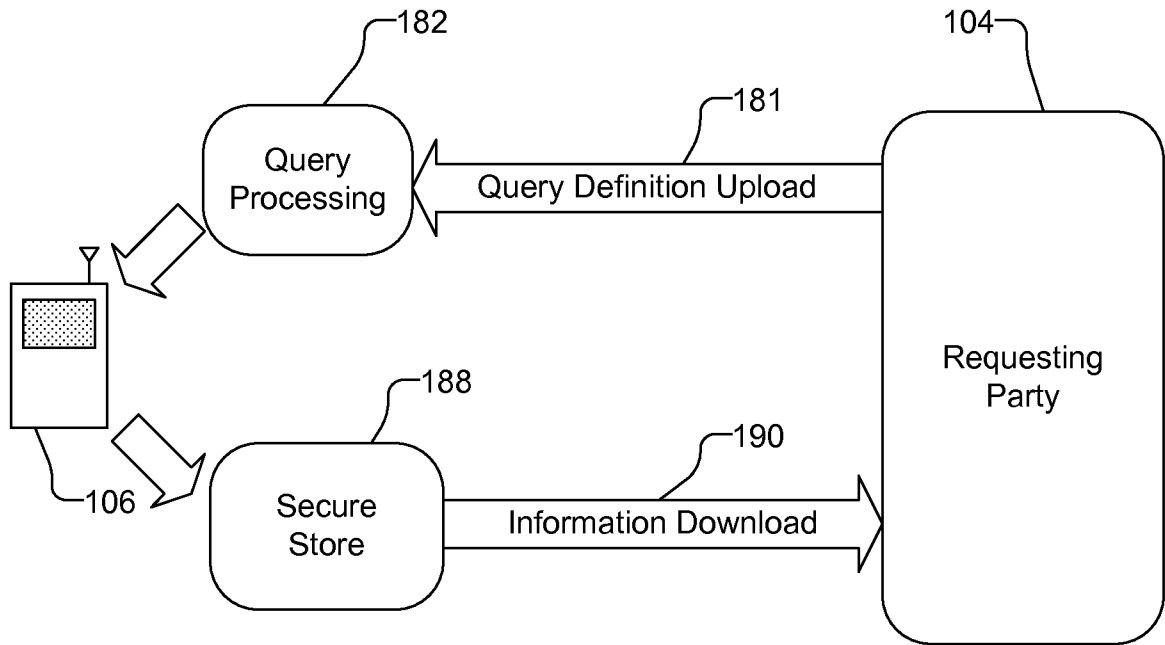 182
104
181
Query
Processing
Query Definition Upload
Requesting
Party
188
190
106
Secure
Store
Information Download